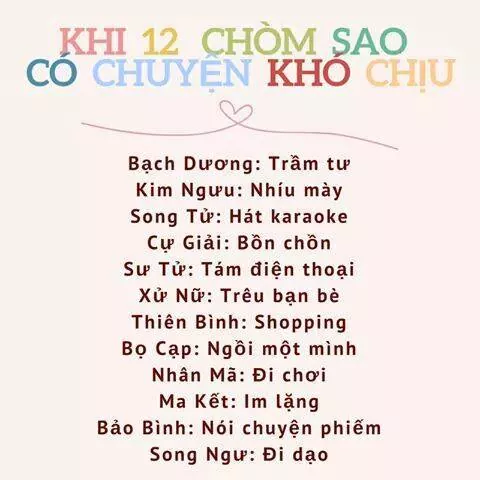 KHI 12 CHÒM SAO
CÓ CHUYỆN KHÓ CHỊU
Bạch Dương: Trầm tư
Kim Ngưu: Nhíu mày
Song Tử: Hát karaoke
Cự Giải: Bồn chồn
Sư Tử: Tám điện thoại
Xử Nữ: Trêu bạn bè
Thiên Bình: Shopping
Bọ Cạp: Ngồi một mình
Nhân Mã: Đi chơi
Ma Kết: Im lặng
Bảo Bình: Nói chuyện phiếm
Song Ngư: Đi dạo